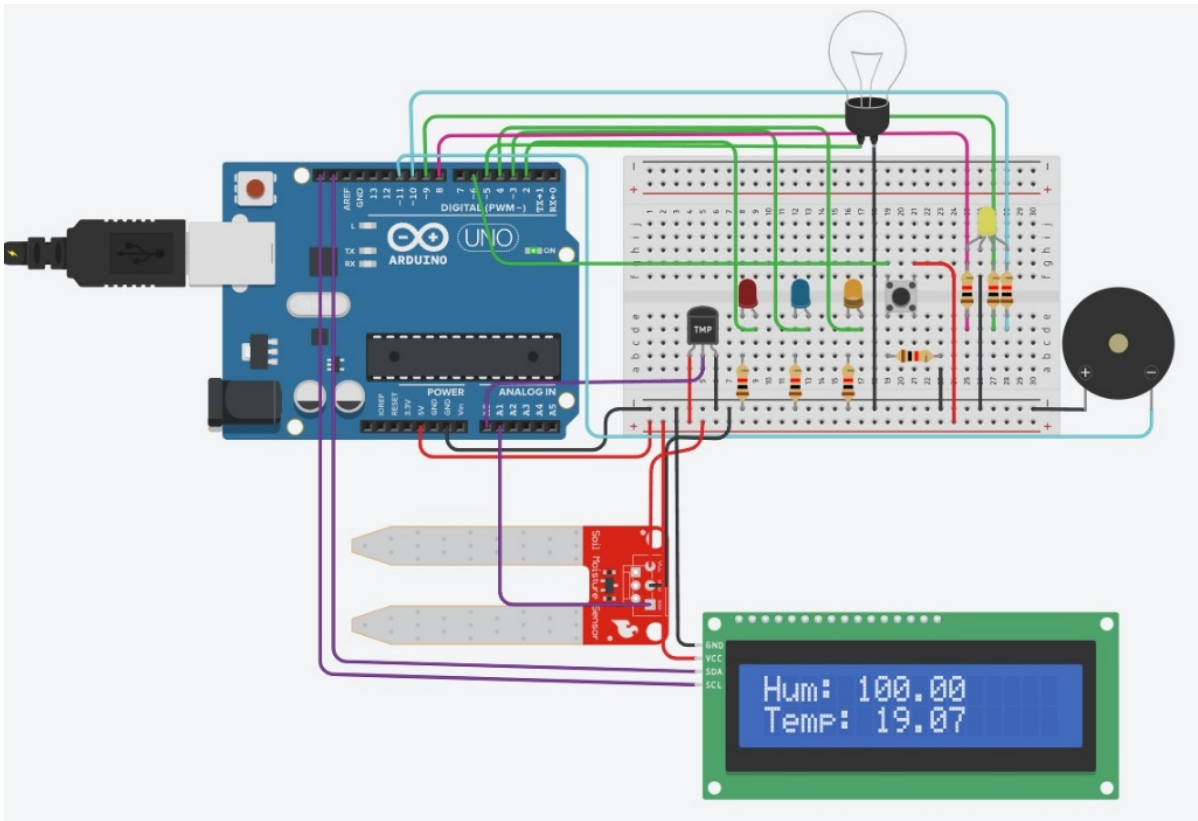 AREF
GND
13
12
~11
~10
~9
8
7
~6
~5
4
~3
2
TX→1
RX←0
DIGITAL (PWM~)
L
TX
RX
UNO
ON
ARDUINO
POWER
ANALOG IN
IOREF
RESET
3.3V
5V
GND
GND
Vin
A1
A2
A3
A4
A5
TMP
+
−
Soil Moisture Sensor
GND
VCC
SDA
SCL
Hum: 100.00
Temp: 19.07